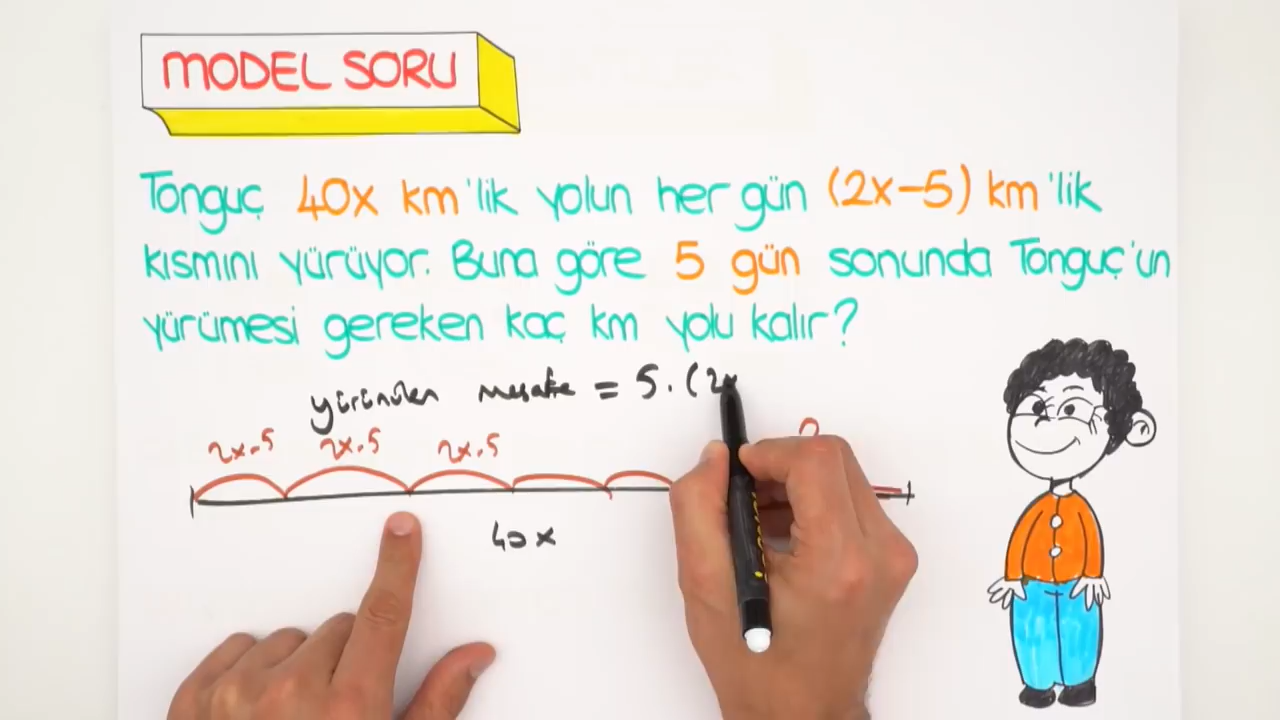 MODEL SORU
Tonguç 40x km'lik yolun her gün (2x-5) km'lik
kısmını yürüyor. Buna göre 5 gün sonunda Tonguç'un
yürümesi gereken kaç km yolu kalır?
yürünülen mesafe = 5.(2x
2x-5 2x-5 2x-5 ?
40x